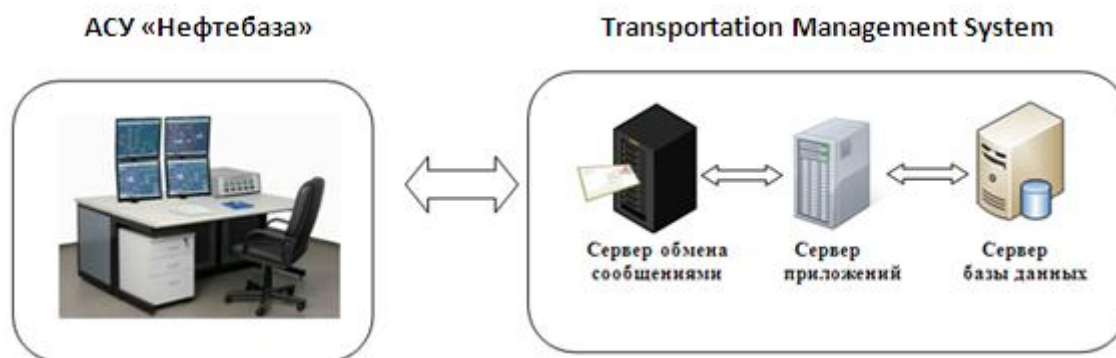 АСУ «Нефтебаза»
Transportation Management System
Сервер обмена
сообщениями
Сервер
приложений
Сервер
базы данных